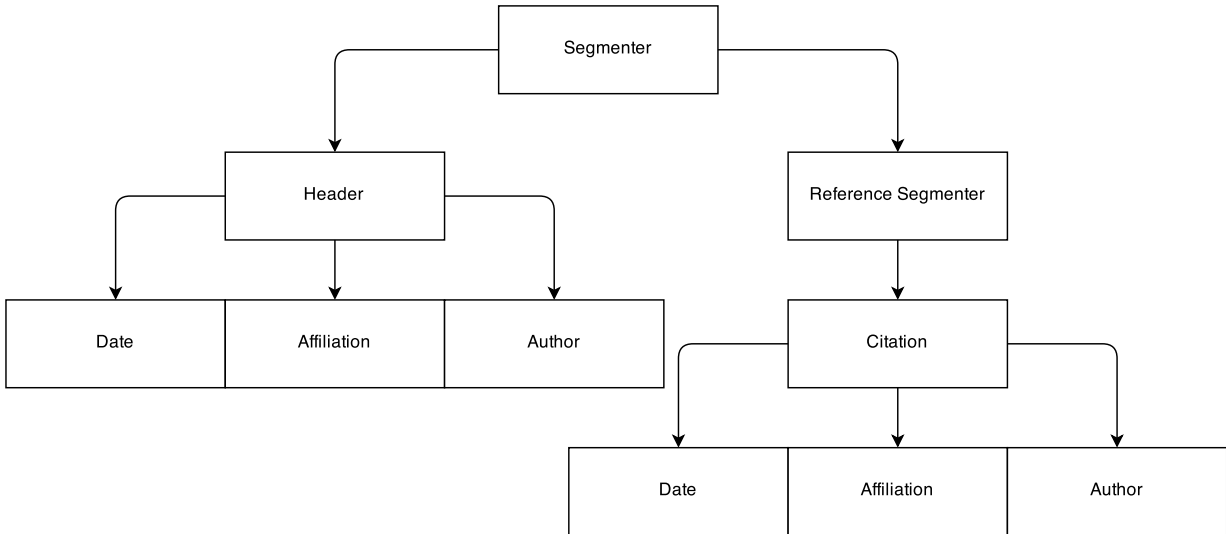 Segmenter
Header
Reference Segmenter
Date
Affiliation
Author
Citation
Date
Affiliation
Author